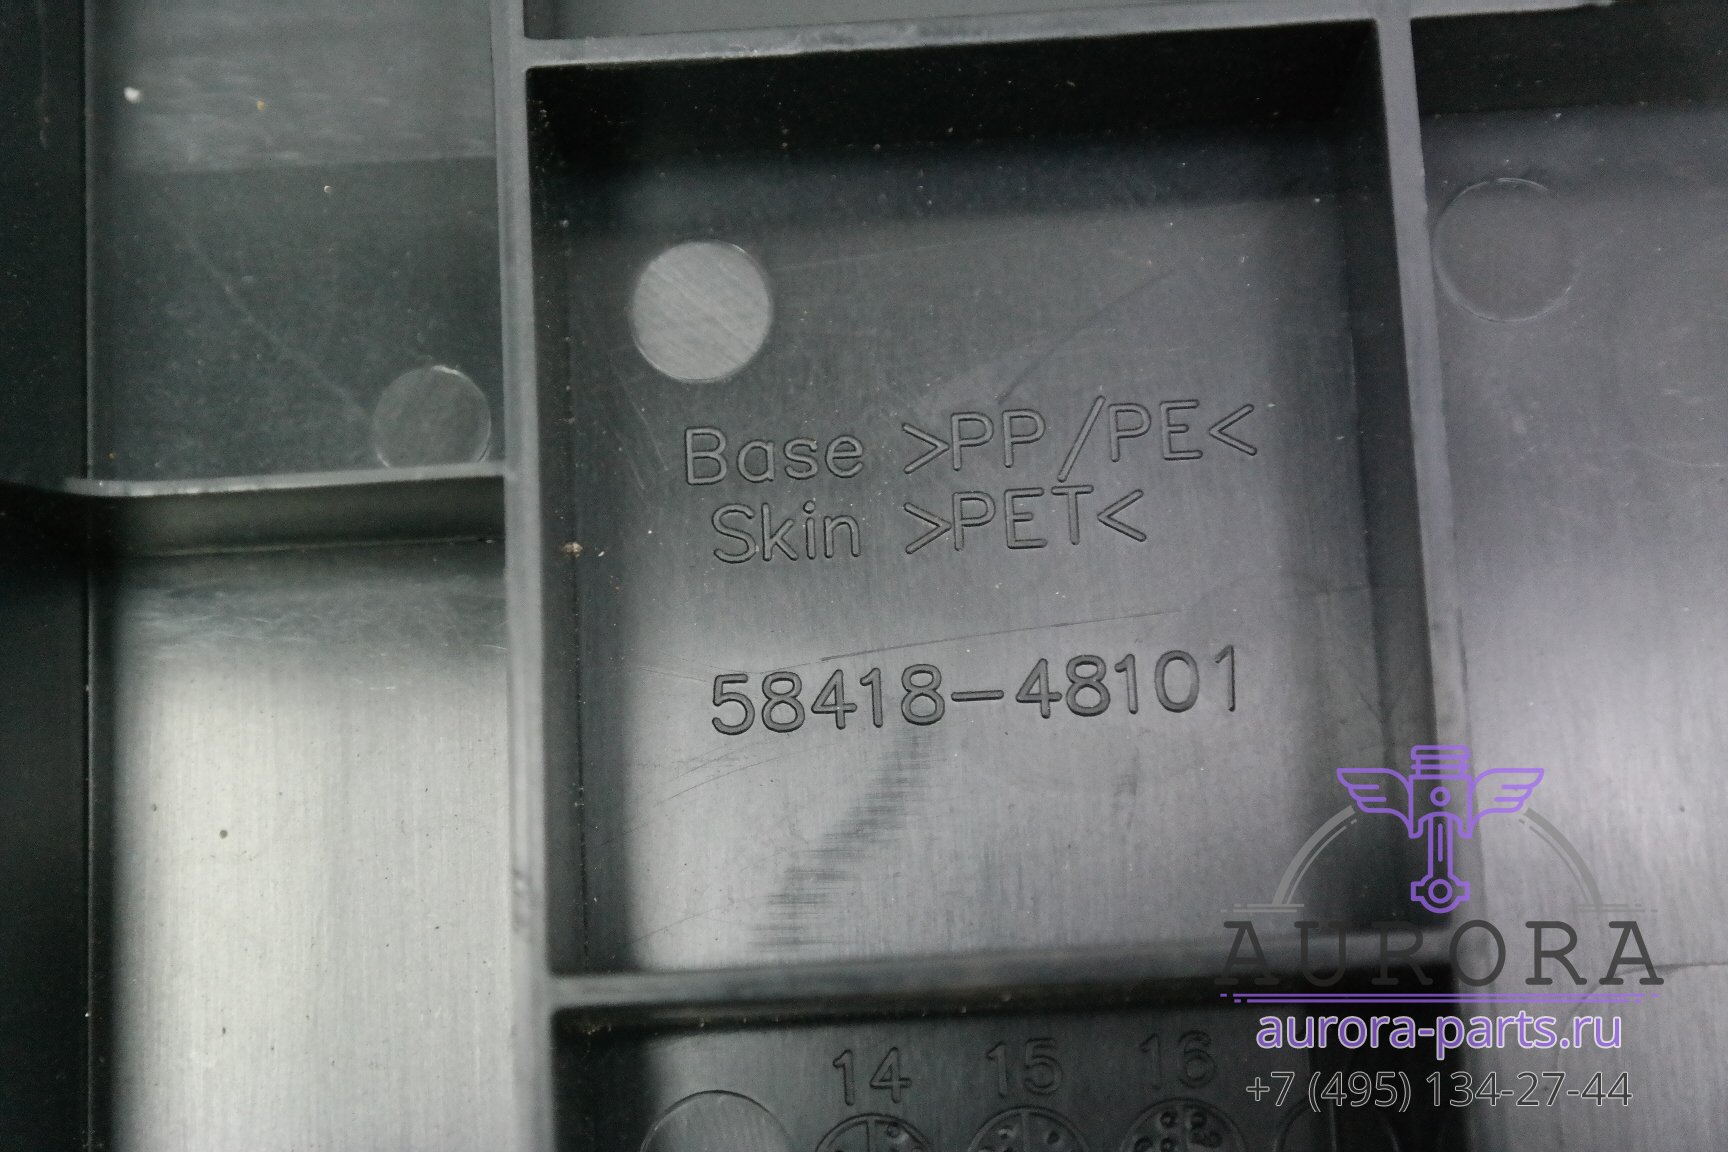 Base >PP/PE<
Skin >PET<
58418-48101
14 15 16
AURORA
aurora-parts.ru
+7 (495) 134-27-44